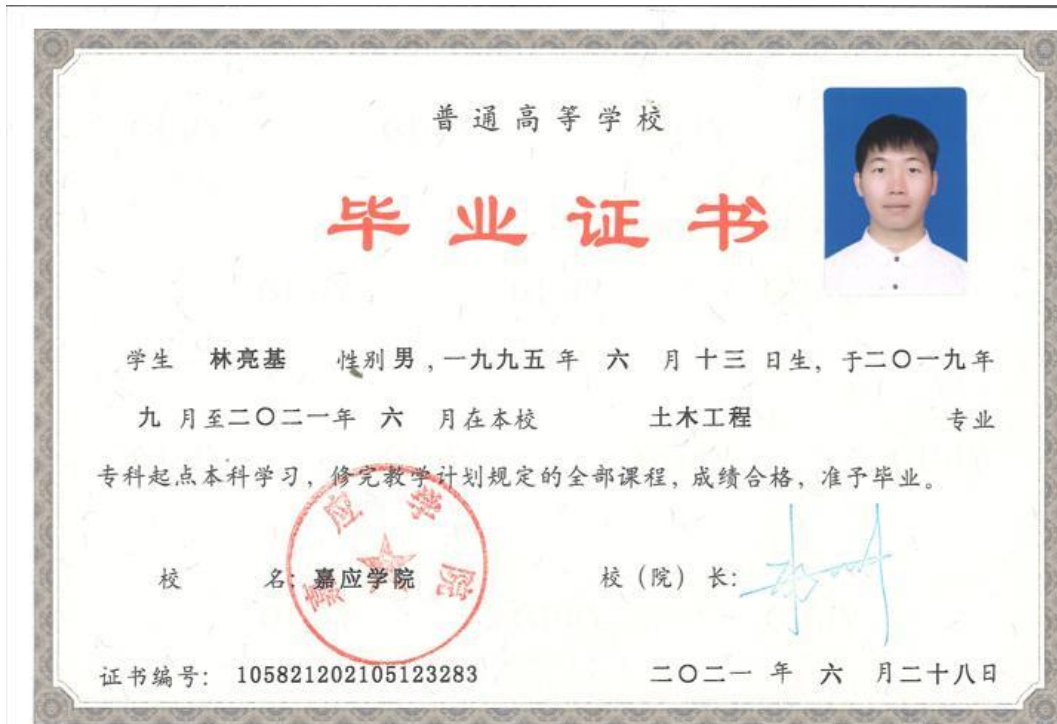 普通高等学校
毕业证书
学生 林亮基 性别 男 , 一九九五 年 六 月 十三 日生, 于二〇一九年
九 月至二〇二一年 六 月在本校 土木工程 专业
专科起点本科学习, 修完教学计划规定的全部课程, 成绩合格, 准予毕业。
校 名: 嘉应学院 校 (院) 长:
嘉应学院
证书编号: 105821202105123283 二〇二一 年 六 月二十八日